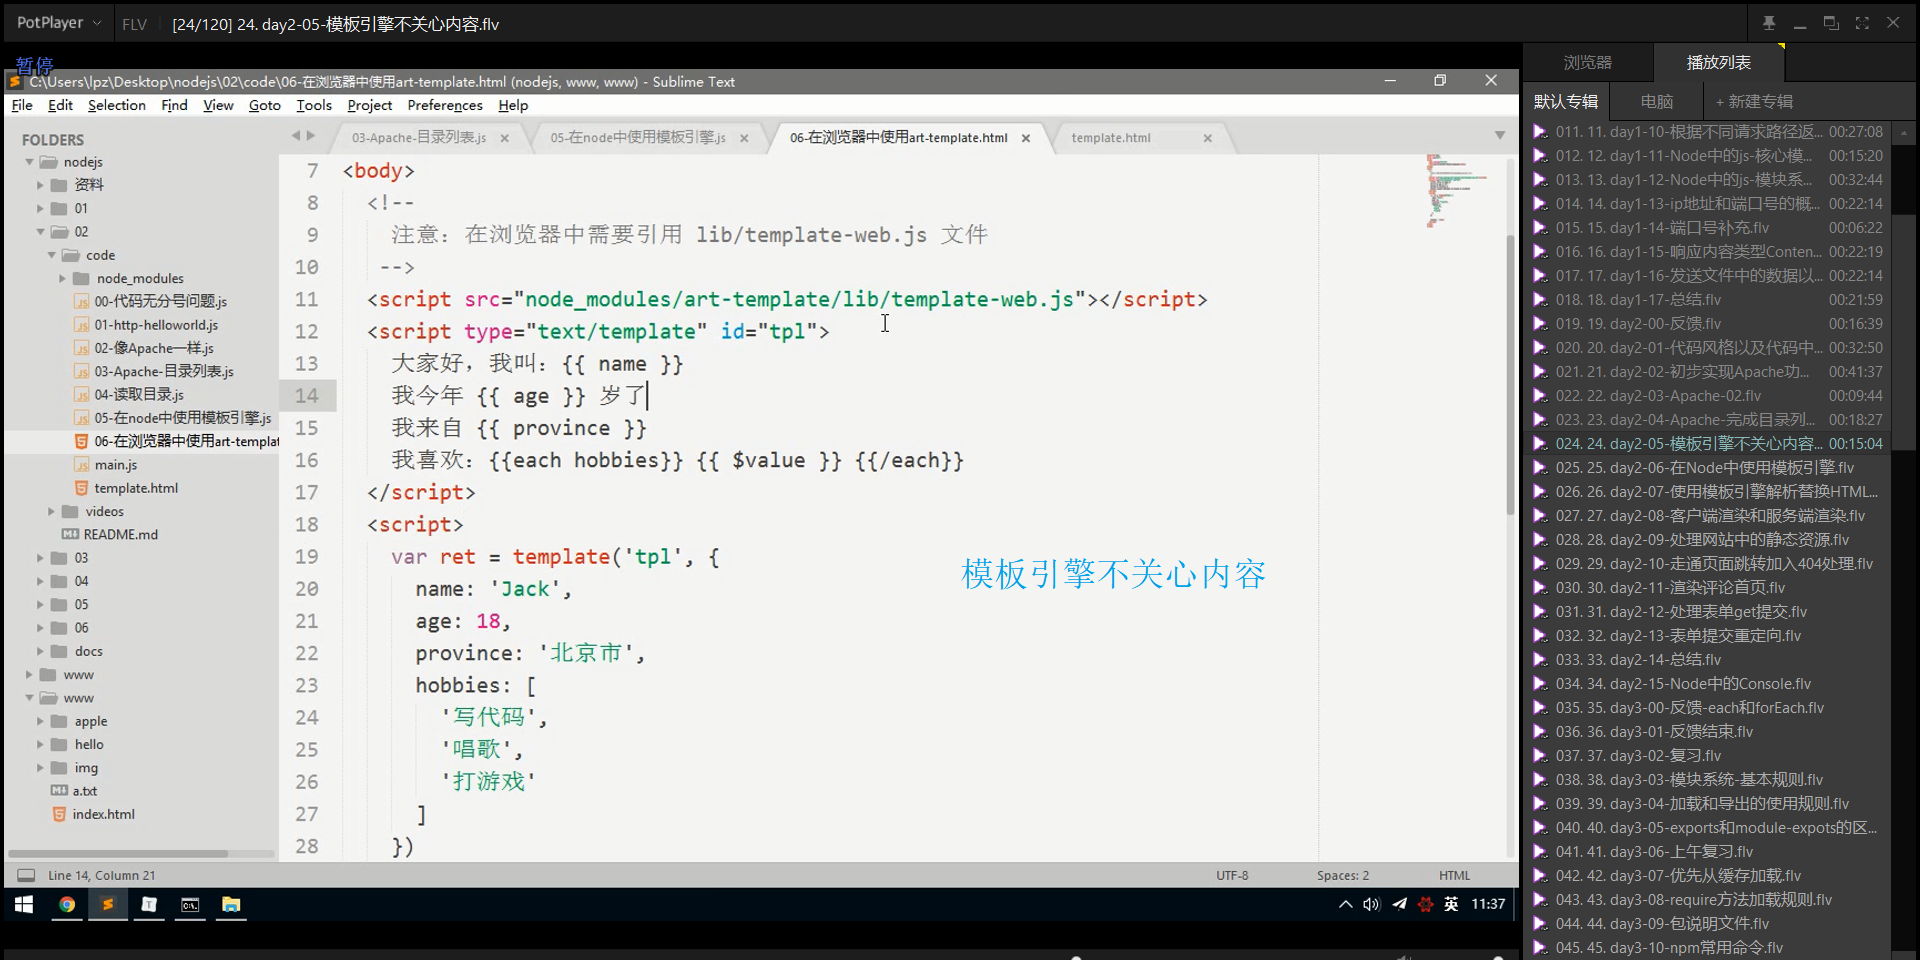 PotPlayer
FLV
[24/120] 24. day2-05-模板引擎不关心内容.flv
暂停
C:\Users\lpz\Desktop\nodejs\02\code\06-在浏览器中使用art-template.html (nodejs, www, www) - Sublime Text
File Edit Selection Find View Goto Tools Project Preferences Help
FOLDERS
nodejs
资料
01
02
code
node_modules
00-代码无分号问题.js
01-http-helloworld.js
02-像Apache一样.js
03-Apache-目录列表.js
04-读取目录.js
05-在node中使用模板引擎.js
06-在浏览器中使用art-templat
main.js
template.html
videos
README.md
03
04
05
06
docs
www
www
apple
hello
img
a.txt
index.html
03-Apache-目录列表.js
05-在node中使用模板引擎.js
06-在浏览器中使用art-template.html
template.html
7 <body>
8 <!--
9 注意：在浏览器中需要引用 lib/template-web.js 文件
10 -->
11 <script src="node_modules/art-template/lib/template-web.js"></script>
12 <script type="text/template" id="tpl">
13 大家好，我叫：{{ name }}
14 我今年 {{ age }} 岁了
15 我来自 {{ province }}
16 我喜欢：{{each hobbies}} {{ $value }} {{/each}}
17 </script>
18 <script>
19 var ret = template('tpl', {
20 name: 'Jack',
21 age: 18,
22 province: '北京市',
23 hobbies: [
24 '写代码',
25 '唱歌',
26 '打游戏'
27 ]
28 })
模板引擎不关心内容
Line 14, Column 21
UTF-8
Spaces: 2
HTML
英
11:37
浏览器
播放列表
默认专辑
电脑
+ 新建专辑
011. 11. day1-10-根据不同请求路径返... 00:27:08
012. 12. day1-11-Node中的js-核心模... 00:15:20
013. 13. day1-12-Node中的js-模块系... 00:32:44
014. 14. day1-13-ip地址和端口号的概... 00:22:14
015. 15. day1-14-端口号补充.flv 00:06:22
016. 16. day1-15-响应内容类型Conten... 00:22:19
017. 17. day1-16-发送文件中的数据以... 00:22:14
018. 18. day1-17-总结.flv 00:21:59
019. 19. day2-00-反馈.flv 00:16:39
020. 20. day2-01-代码风格以及代码中... 00:32:50
021. 21. day2-02-初步实现Apache功... 00:41:37
022. 22. day2-03-Apache-02.flv 00:09:44
023. 23. day2-04-Apache-完成目录列... 00:18:27
024. 24. day2-05-模板引擎不关心内容... 00:15:04
025. 25. day2-06-在Node中使用模板引擎.flv
026. 26. day2-07-使用模板引擎解析替换HTML...
027. 27. day2-08-客户端渲染和服务端渲染.flv
028. 28. day2-09-处理网站中的静态资源.flv
029. 29. day2-10-走通页面跳转加入404处理.flv
030. 30. day2-11-渲染评论首页.flv
031. 31. day2-12-处理表单get提交.flv
032. 32. day2-13-表单提交重定向.flv
033. 33. day2-14-总结.flv
034. 34. day2-15-Node中的Console.flv
035. 35. day3-00-反馈-each和forEach.flv
036. 36. day3-01-反馈结束.flv
037. 37. day3-02-复习.flv
038. 38. day3-03-模块系统-基本规则.flv
039. 39. day3-04-加载和导出的使用规则.flv
040. 40. day3-05-exports和module-expots的区...
041. 41. day3-06-上午复习.flv
042. 42. day3-07-优先从缓存加载.flv
043. 43. day3-08-require方法加载规则.flv
044. 44. day3-09-包说明文件.flv
045. 45. day3-10-npm常用命令.flv